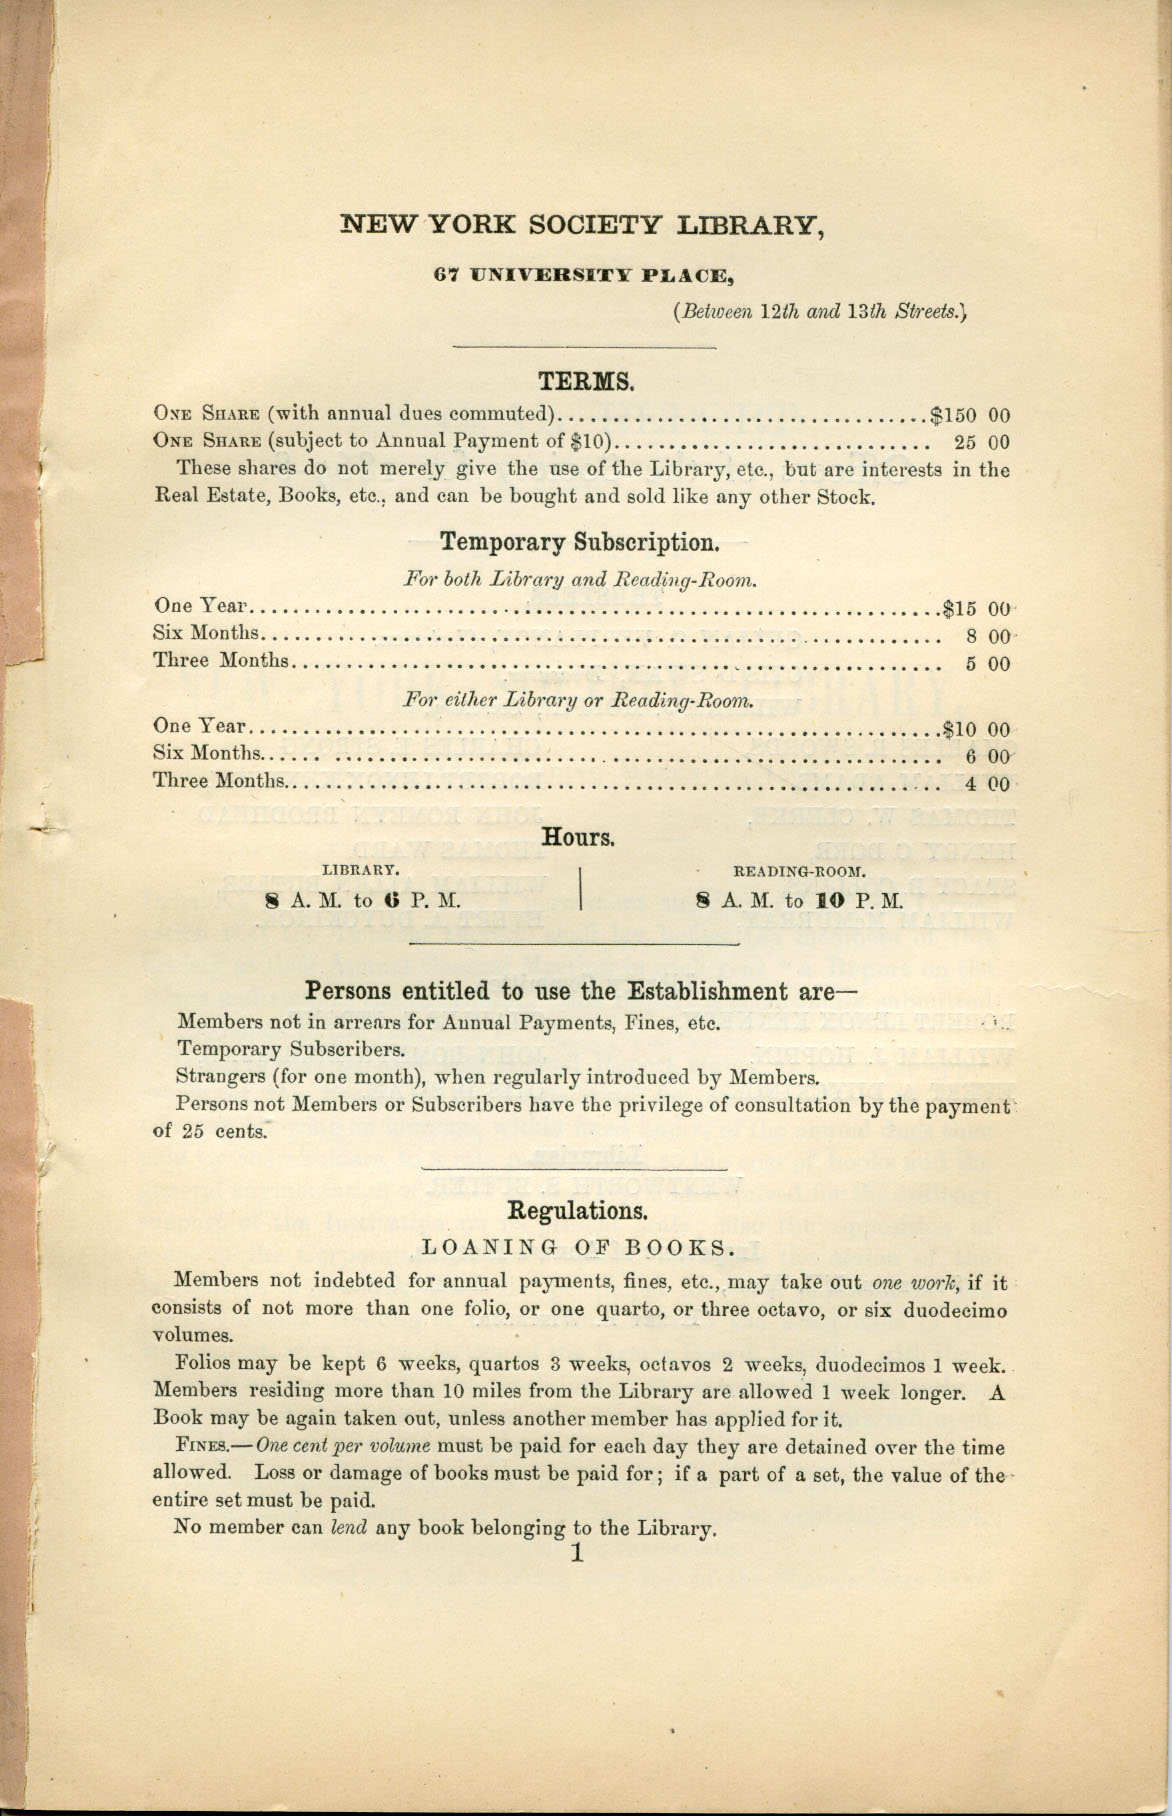 NEW YORK SOCIETY LIBRARY,
67 UNIVERSITY PLACE,
(Between 12th and 13th Streets.)
TERMS.
ONE SHARE (with annual dues commuted)................................$150 00
ONE SHARE (subject to Annual Payment of $10)............................ 25 00
These shares do not merely give the use of the Library, etc., but are interests in the
Real Estate, Books, etc., and can be bought and sold like any other Stock.
Temporary Subscription.
For both Library and Reading-Room.
One Year..............................................................$15 00
Six Months............................................................ 8 00
Three Months.......................................................... 5 00
For either Library or Reading-Room.
One Year..............................................................$10 00
Six Months...... ..................................................... 6 00
Three Months.......................................................... 4 00
Hours.
LIBRARY.
8 A. M. to 6 P. M.
READING-ROOM.
8 A. M. to 10 P. M.
Persons entitled to use the Establishment are—
Members not in arrears for Annual Payments, Fines, etc.
Temporary Subscribers.
Strangers (for one month), when regularly introduced by Members.
Persons not Members or Subscribers have the privilege of consultation by the payment
of 25 cents.
Regulations.
LOANING OF BOOKS.
Members not indebted for annual payments, fines, etc., may take out one work, if it
consists of not more than one folio, or one quarto, or three octavo, or six duodecimo
volumes.
Folios may be kept 6 weeks, quartos 3 weeks, octavos 2 weeks, duodecimos 1 week.
Members residing more than 10 miles from the Library are allowed 1 week longer. A
Book may be again taken out, unless another member has applied for it.
FINES.—One cent per volume must be paid for each day they are detained over the time
allowed. Loss or damage of books must be paid for; if a part of a set, the value of the
entire set must be paid.
No member can lend any book belonging to the Library.
1